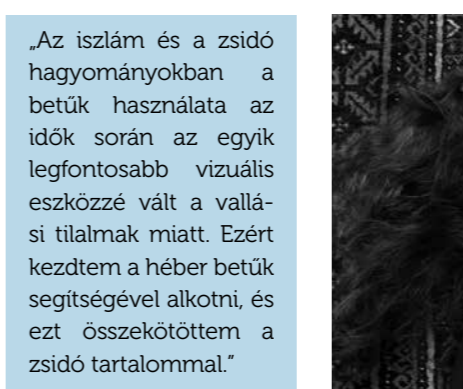 „Az iszlám és a zsidó
hagyományokban a
betűk használata az
idők során az egyik
legfontosabb vizuális
eszközzé vált a vallá-
si tilalmak miatt. Ezért
kezdtem a héber betűk
segítségével alkotni, és
ezt összekötöttem a
zsidó tartalommal.”